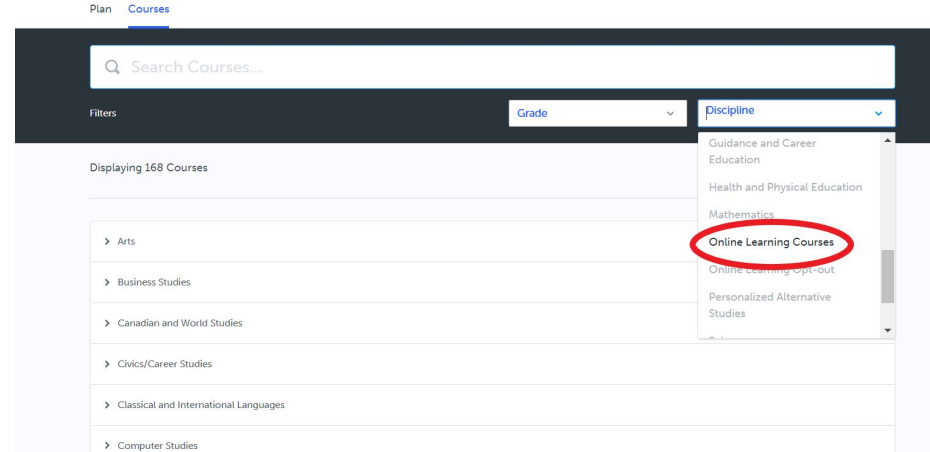 Plan Courses
Search Courses...
Filters
Grade
Discipline
Guidance and Career
Education
Health and Physical Education
Mathematics
Online Learning Courses
Online Learning Opt-out
Personalized Alternative
Studies
Displaying 168 Courses
Arts
Business Studies
Canadian and World Studies
Civics/Career Studies
Classical and International Languages
Computer Studies